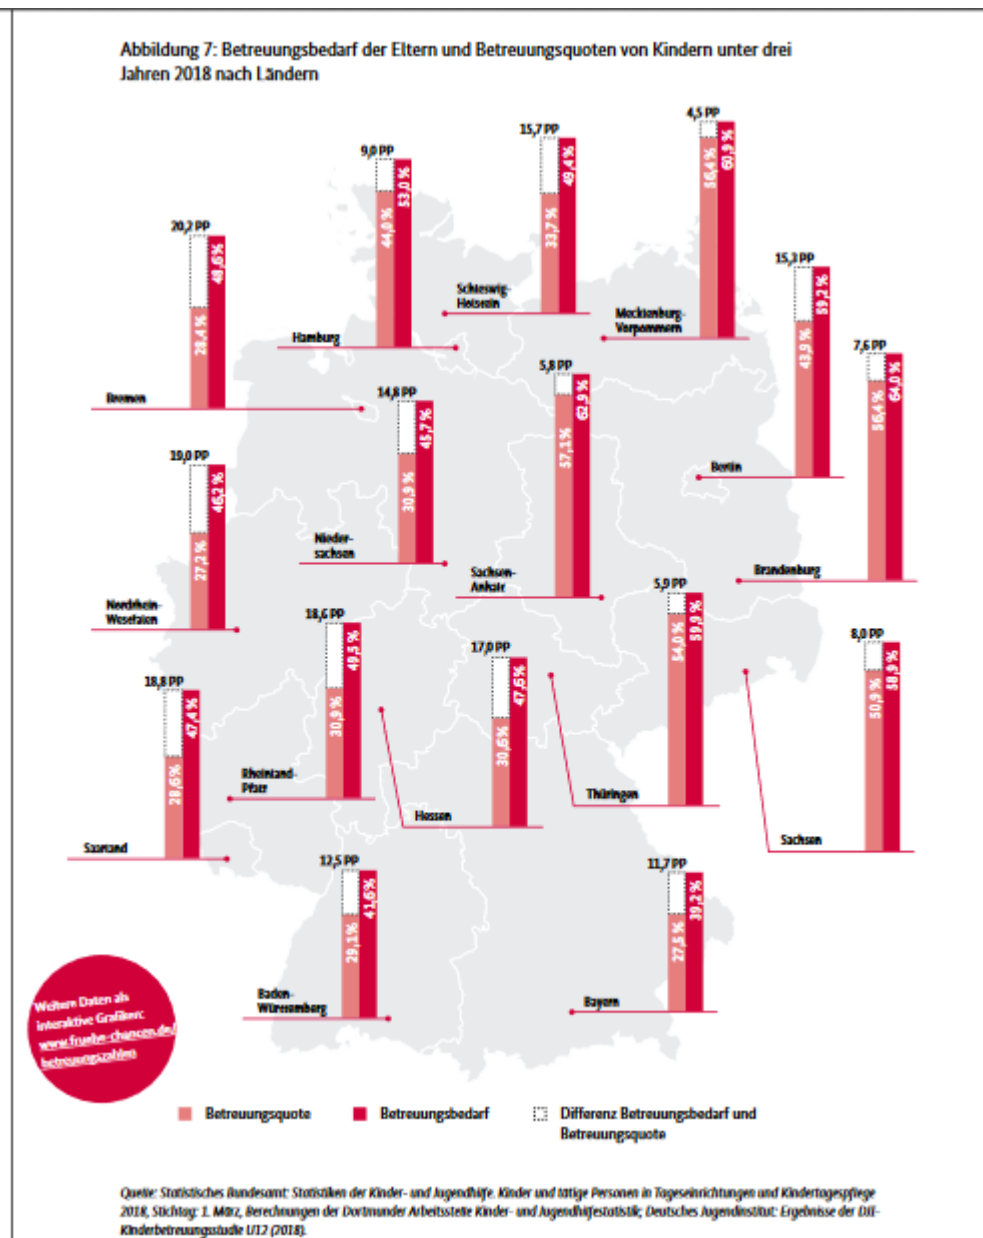 Abbildung 7: Betreuungsbedarf der Eltern und Betreuungsquoten von Kindern unter drei
Jahren 2018 nach Ländern
4,5 PP
56,4 %
60,9 %
Mecklenburg-
Vorpommern
15,7 PP
33,7 %
49,4 %
Schleswig-
Holstein
9,0 PP
44,0 %
53,0 %
Hamburg
20,2 PP
28,4 %
48,6 %
Bremen
15,3 PP
43,9 %
59,2 %
Berlin
7,6 PP
56,4 %
64,0 %
Brandenburg
5,8 PP
57,1 %
62,9 %
Sachsen-
Anhalt
14,8 PP
30,9 %
45,7 %
Nieder-
sachsen
19,0 PP
27,2 %
46,2 %
Nordrhein-
Westfalen
5,9 PP
54,0 %
59,9 %
Thüringen
8,0 PP
50,9 %
58,9 %
Sachsen
18,6 PP
30,9 %
49,5 %
Rheinland-
Pfalz
17,0 PP
30,6 %
47,6 %
Hessen
18,8 PP
28,6 %
47,4 %
Saarland
12,5 PP
29,1 %
41,6 %
Baden-
Württemberg
11,7 PP
27,5 %
39,2 %
Bayern
Weitere Daten als
interaktive Grafiken:
www.fruehe-chancen.de/
betreuungszahlen
Betreuungsquote
Betreuungsbedarf
Differenz Betreuungsbedarf und
Betreuungsquote
Quelle: Statistisches Bundesamt: Statistiken der Kinder- und Jugendhilfe. Kinder und tätige Personen in Tageseinrichtungen und Kindertagespflege
2018, Stichtag: 1. März, Berechnungen der Dortmunder Arbeitsstelle Kinder- und Jugendhilfestatistik; Deutsches Jugendinstitut: Ergebnisse der DJI-
Kinderbetreuungsstudie U12 (2018).